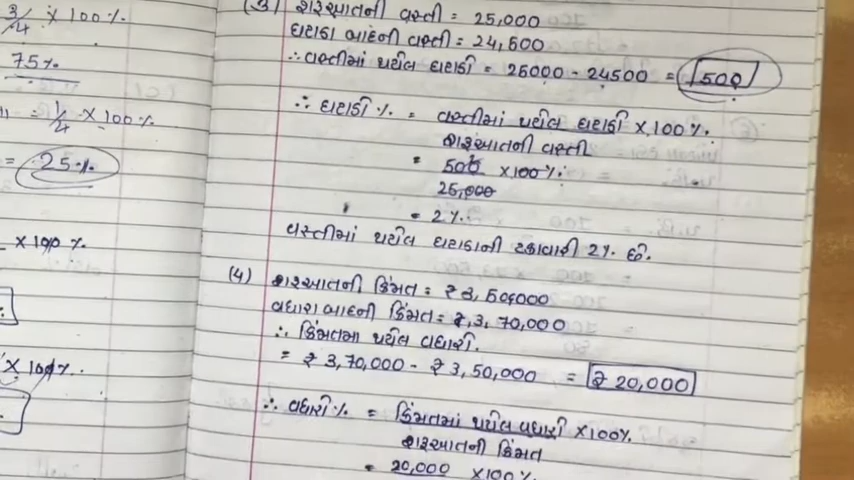 3/4 × 100%
75%
= 1/4 × 100%
= 25%
× 100%
× 100%
(3) શરૂઆતની વસ્તી = 25,000
ઘટાડા બાદની વસ્તી = 24,500
∴ વસ્તીમાં થયેલ ઘટાડો = 25000 - 24500 = 500
∴ ઘટાડો % = વસ્તીમાં થયેલ ઘટાડો × 100%
શરૂઆતની વસ્તી
= 500 × 100%
25,000
= 2%.
વસ્તીમાં થયેલ ઘટાડાની ટકાવારી 2% છે.
(4) શરૂઆતની કિંમત = ₹ 3,50,000
વધારા બાદની કિંમત = ₹ 3,70,000
∴ કિંમતમા થયેલ વધારો.
= ₹ 3,70,000 - ₹ 3,50,000 = ₹ 20,000
∴ વધારો % = કિંમતમાં થયેલ વધારો × 100%
શરૂઆતની કિંમત
= 20,000 × 100%